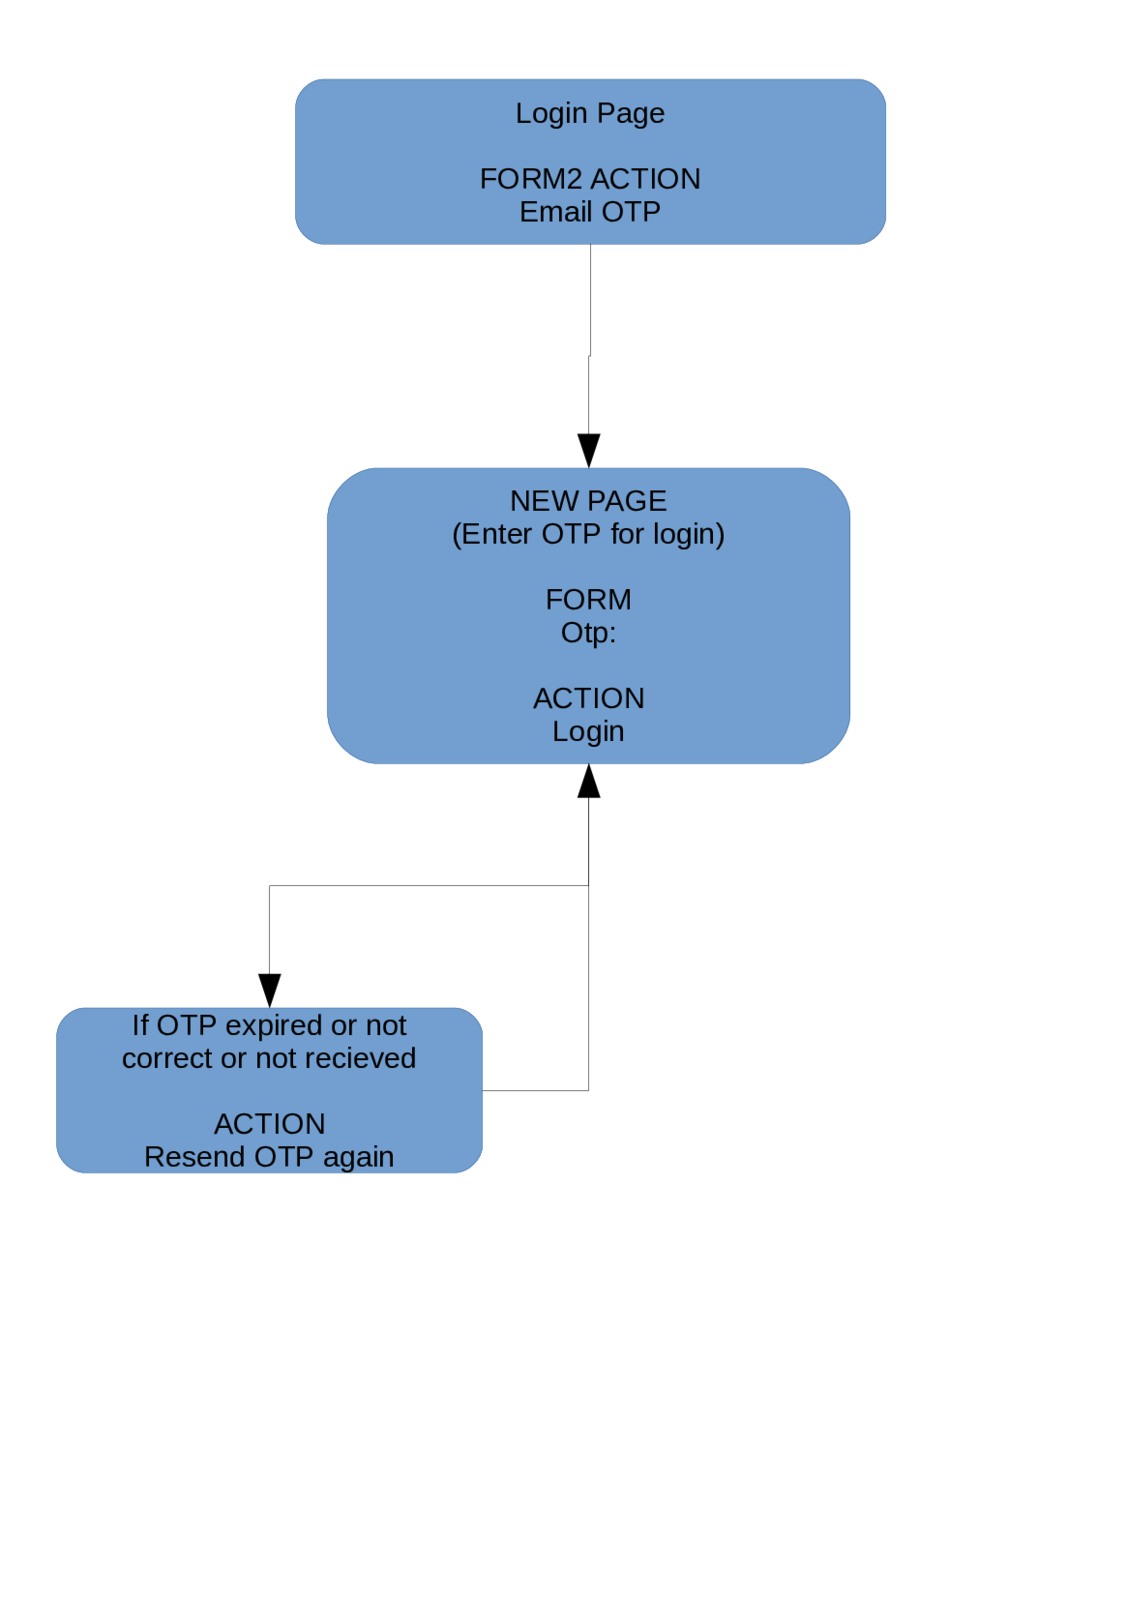 Login Page
FORM2 ACTION
Email OTP
NEW PAGE
(Enter OTP for login)
FORM
Otp:
ACTION
Login
If OTP expired or not
correct or not recieved
ACTION
Resend OTP again